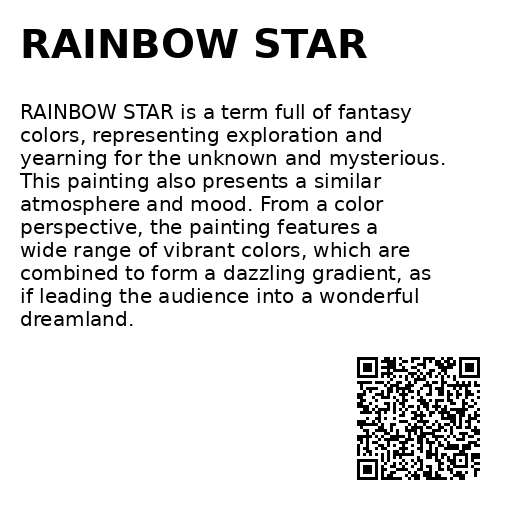 RAINBOW STAR
RAINBOW STAR is a term full of fantasy
colors, representing exploration and
yearning for the unknown and mysterious.
This painting also presents a similar
atmosphere and mood. From a color
perspective, the painting features a
wide range of vibrant colors, which are
combined to form a dazzling gradient, as
if leading the audience into a wonderful
dreamland.